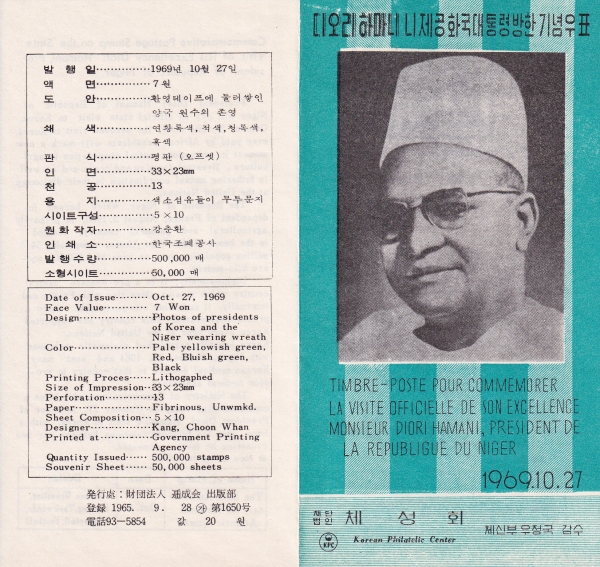 발 행 일··············1969년 10월 27일
액 면··············7 원
도 안··············환영테이프에 둘러쌓인
양국 원수의 존영
쇄 색··············연황록색, 적색, 청록색,
흑색
판 식··············평판 (오프셋)
인 면··············33×23mm
천 공··············13
용 지··············색소섬유들이 무투문지
시이트구성··············5×10
원화작자··············강춘환
인 쇄 소··············한국조폐공사
발행수량··············500,000 매
소형시이트··············60,000 매
Date of Issue········· Oct. 27, 1969
Face Value············ 7 Won
Design·················Photos of presidents
of Korea and the
Niger wearing wreath
Color·················Pale yellowish green,
Red, Bluish green,
Black
Printing Proces······Lithogaphed
Size of Impression···33×23mm
Perforation············13
Paper·················Fibrinous, Unwmkd.
Sheet Composition··· 5×10
Designer···············Kang, Choon Whan
Printed at············Government Printing
Agency
Quantity Issued······ 500,000 stamps
Souvenir Sheet······ 50,000 sheets
発行處: 財団法人 逓成会 出版部
登録 1965. 9. 28 ㉮ 第1650号
電話93-5854 값 20 원
디오리 하마니 니제공화국대통령방한기념우표
TIMBRE-POSTE POUR COMMEMORER
LA VISITE OFFICIELLE DE SON EXCELLENCE
MONSIEUR DIORI HAMANI, PRESIDENT DE
LA REPUBLIQUE DU NIGER
1969.10.27
재단법인 체 성 회
KPC Korean Philatelic Center
체신부 우정국 감수